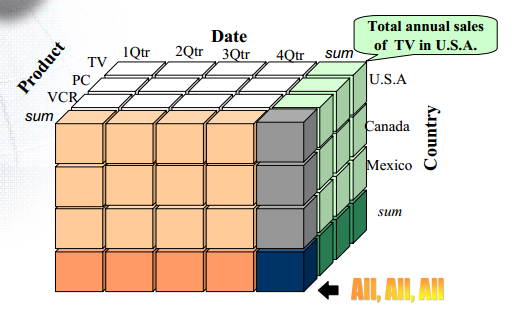 Date
Total annual sales
of TV in U.S.A.
Product
TV
1Qtr
2Qtr
3Qtr
4Qtr
sum
PC
VCR
sum
U.S.A
Canada
Mexico
sum
Country
All, All, All